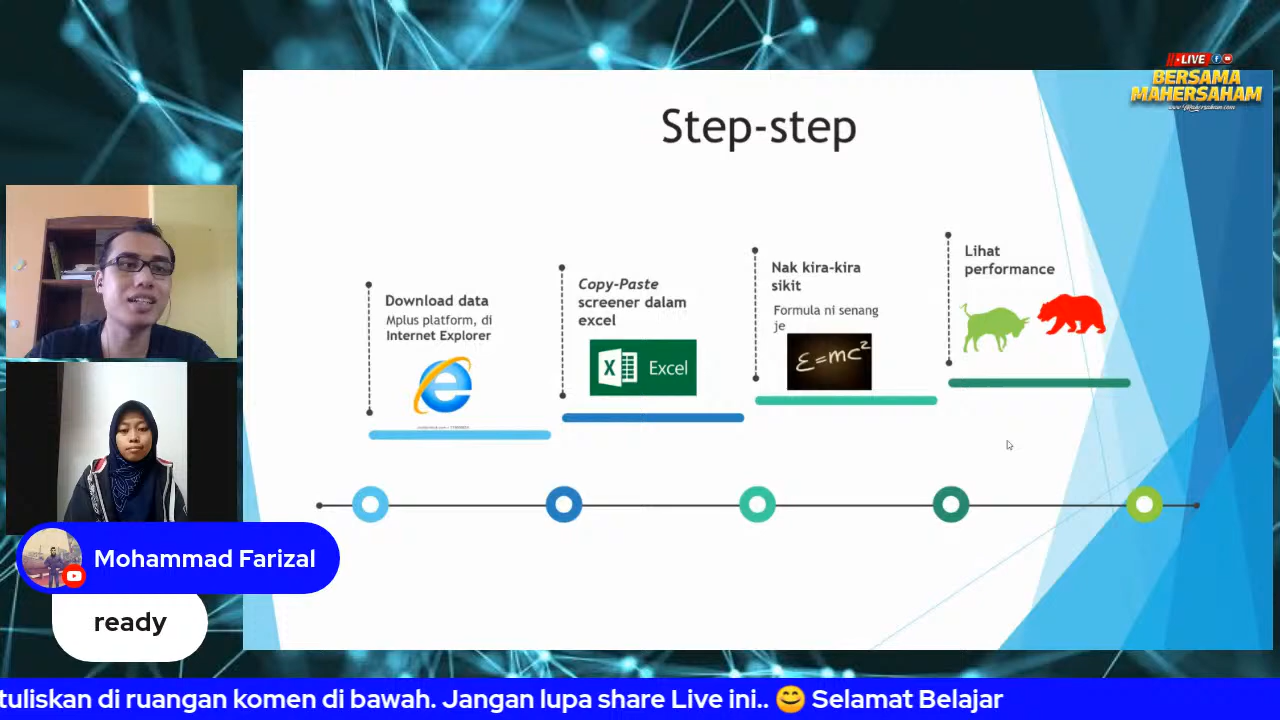 LIVE
BERSAMA
MAHERSAHAM
Step-step
Download data
Mplus platform, di
Internet Explorer
Copy-Paste
screener dalam
excel
Excel
Nak kira-kira
sikit
Formula ni senang
je
E=mc²
Lihat
performance
Mohammad Farizal
ready
tuliskan di ruangan komen di bawah. Jangan lupa share Live ini.. 😊 Selamat Belajar